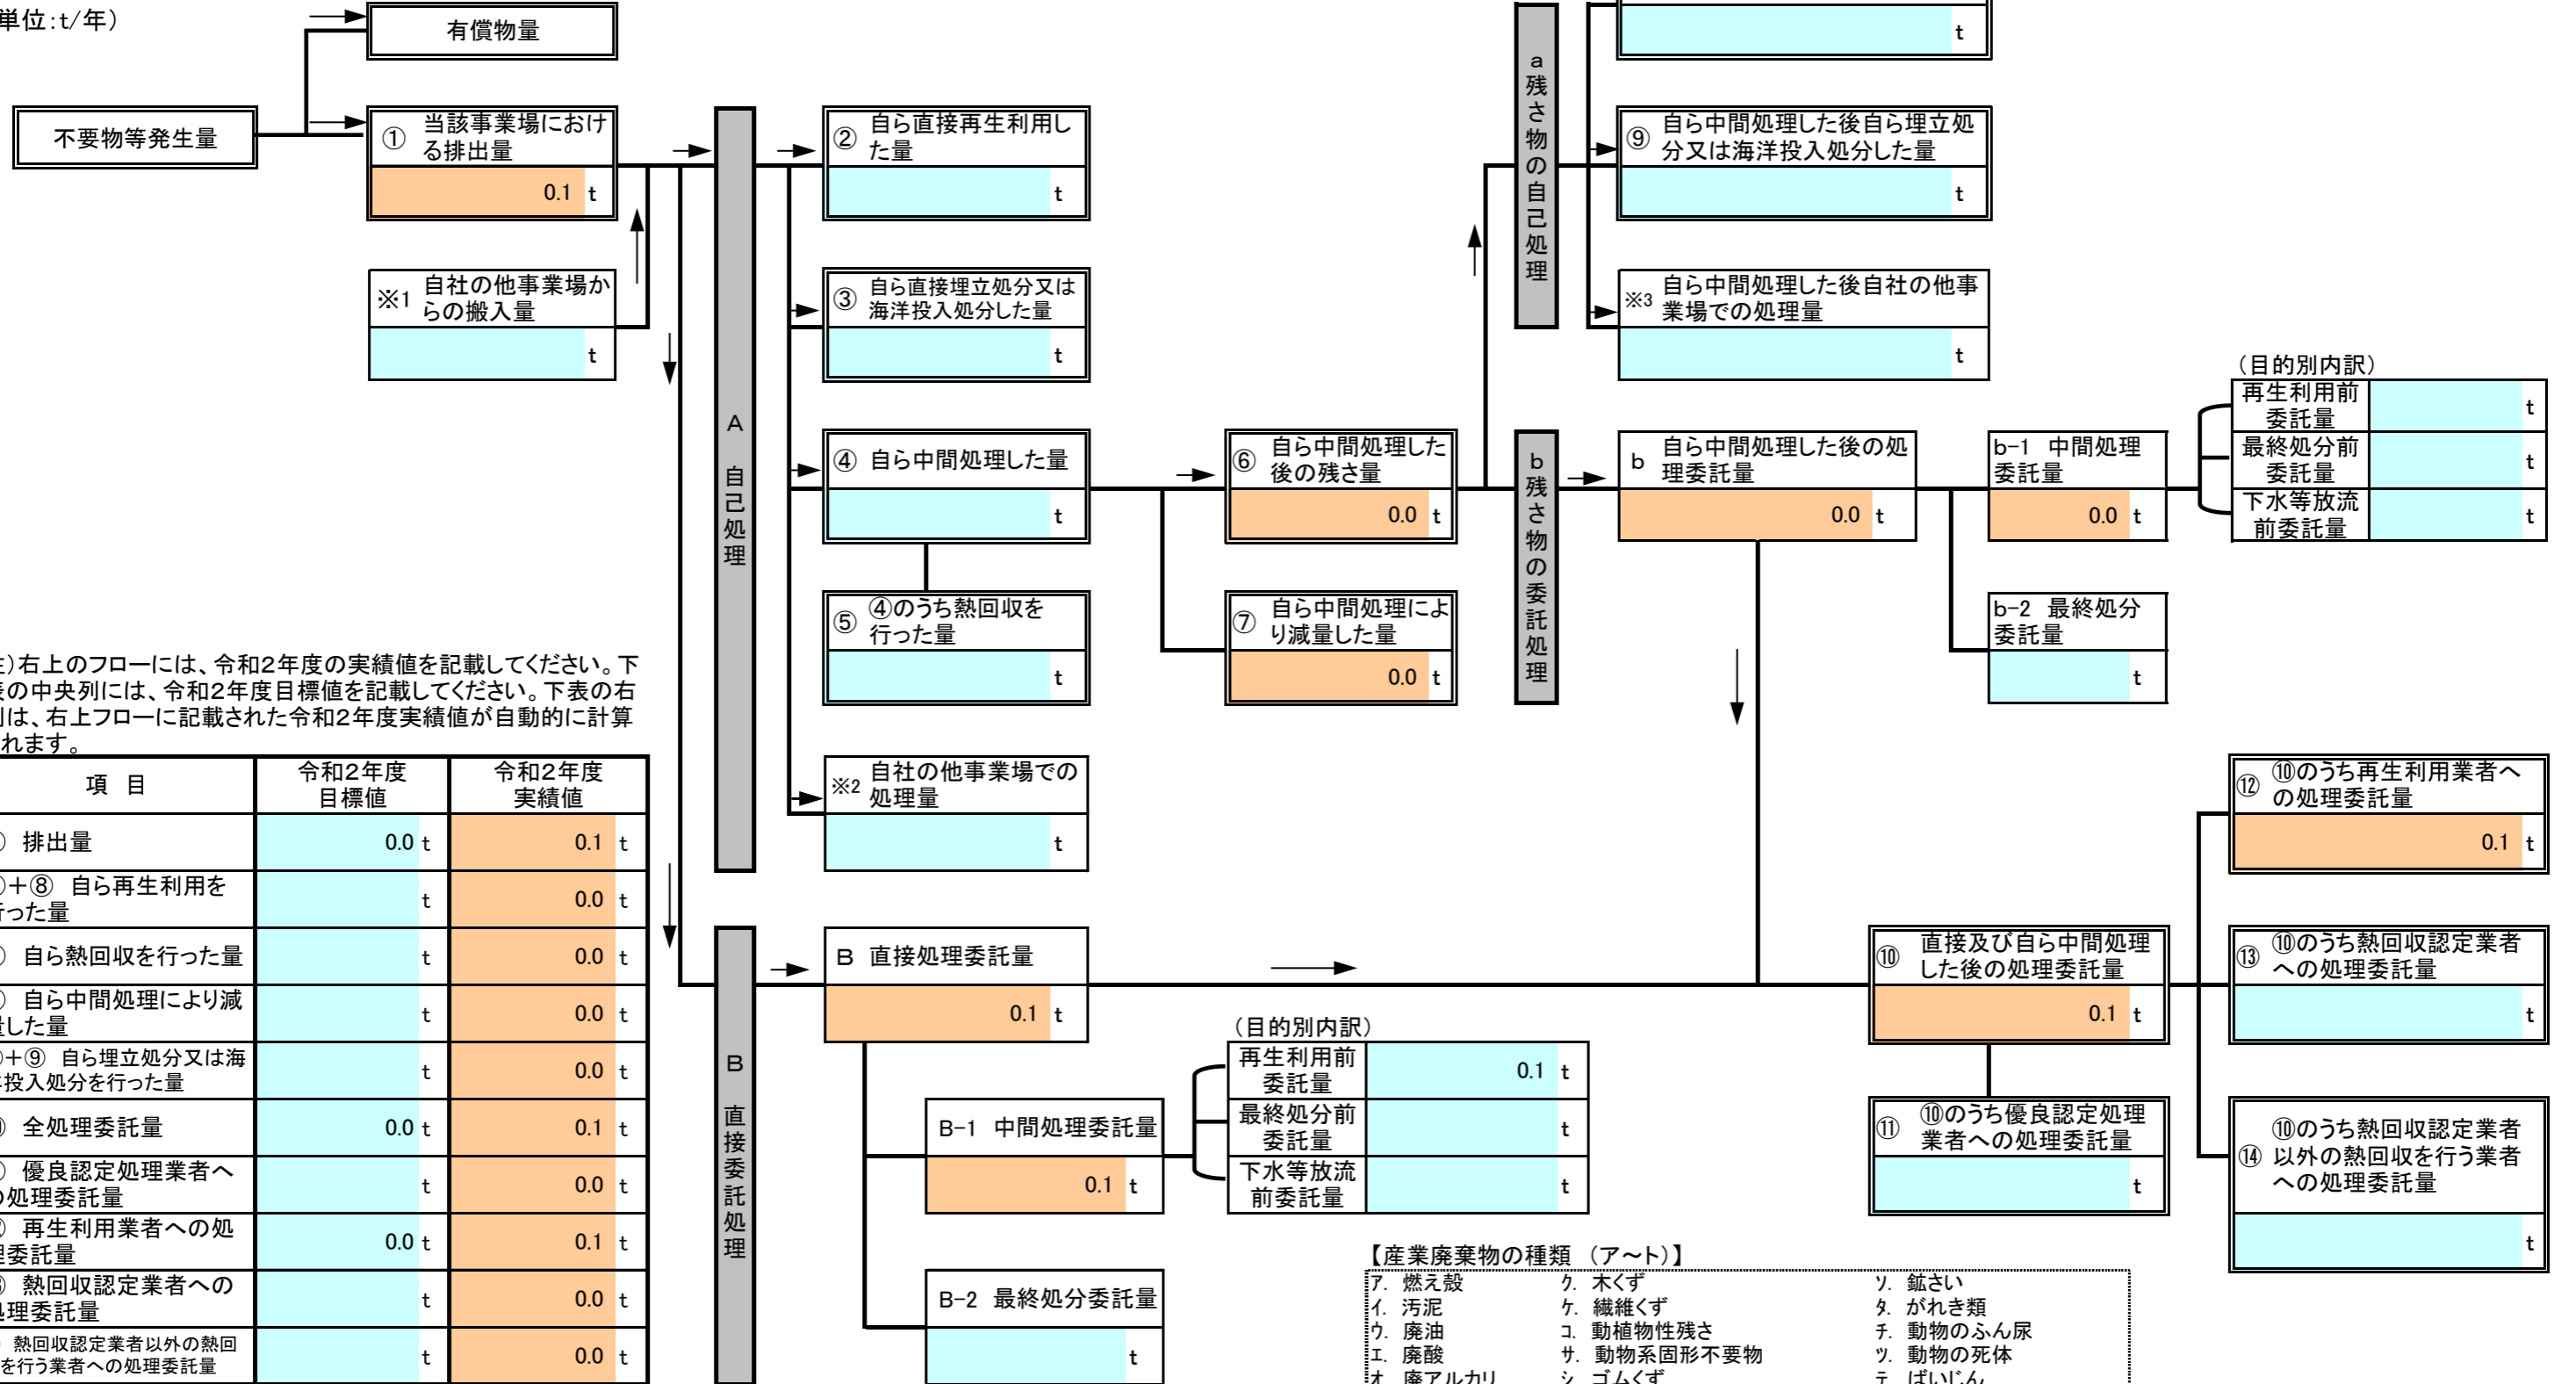 単位:t/年)
有償物量
不要物等発生量
① 当該事業場におけ
る排出量
0.1 t
※1 自社の他事業場か
らの搬入量
t
A 自己処理
② 自ら直接再生利用し
た量
t
③ 自ら直接埋立処分又は
海洋投入処分した量
t
④ 自ら中間処理した量
t
⑤ ④のうち熱回収を
行った量
t
※2 自社の他事業場での
処理量
t
⑥ 自ら中間処理した
後の残さ量
0.0 t
⑦ 自ら中間処理によ
り減量した量
0.0 t
a残さ物の自己処理
t
⑨ 自ら中間処理した後自ら埋立処
分又は海洋投入処分した量
t
※3 自ら中間処理した後自社の他事
業場での処理量
t
b残さ物の委託処理
b 自ら中間処理した後の処
理委託量
0.0 t
b-1 中間処理
委託量
0.0 t
b-2 最終処分
委託量
t
(目的別内訳)
再生利用前
委託量
t
最終処分前
委託量
t
下水等放流
前委託量
t
)右上のフローには、令和2年度の実績値を記載してください。下
の中央列には、令和2年度目標値を記載してください。下表の右
は、右上フローに記載された令和2年度実績値が自動的に計算
れます。
項 目 令和2年度
目標値 令和2年度
実績値
排出量 0.0 t 0.1 t
+⑧ 自ら再生利用を
った量 t 0.0 t
自ら熱回収を行った量 t 0.0 t
自ら中間処理により減
した量 t 0.0 t
+⑨ 自ら埋立処分又は海
投入処分を行った量 t 0.0 t
全処理委託量 0.0 t 0.1 t
優良認定処理業者へ
処理委託量 t 0.0 t
再生利用業者への処
委託量 0.0 t 0.1 t
熱回収認定業者への
理委託量 t 0.0 t
熱回収認定業者以外の熱回
を行う業者への処理委託量 t 0.0 t
B 直接委託処理
B 直接処理委託量
0.1 t
B-1 中間処理委託量
0.1 t
B-2 最終処分委託量
t
(目的別内訳)
再生利用前
委託量
0.1 t
最終処分前
委託量
t
下水等放流
前委託量
t
⑩ 直接及び自ら中間処理
した後の処理委託量
0.1 t
⑪ ⑩のうち優良認定処理
業者への処理委託量
t
⑫ ⑩のうち再生利用業者へ
の処理委託量
0.1 t
⑬ ⑩のうち熱回収認定業者
への処理委託量
t
⑭ ⑩のうち熱回収認定業者
以外の熱回収を行う業者
への処理委託量
t
【産業廃棄物の種類 (ア~ト)】
ア. 燃え殻 ク. 木くず ソ. 鉱さい
イ. 汚泥 ケ. 繊維くず タ. がれき類
ウ. 廃油 コ. 動植物性残さ チ. 動物のふん尿
エ. 廃酸 サ. 動物系固形不要物 ツ. 動物の死体
オ. 廃アルカリ シ. ゴムくず テ. ばいじん